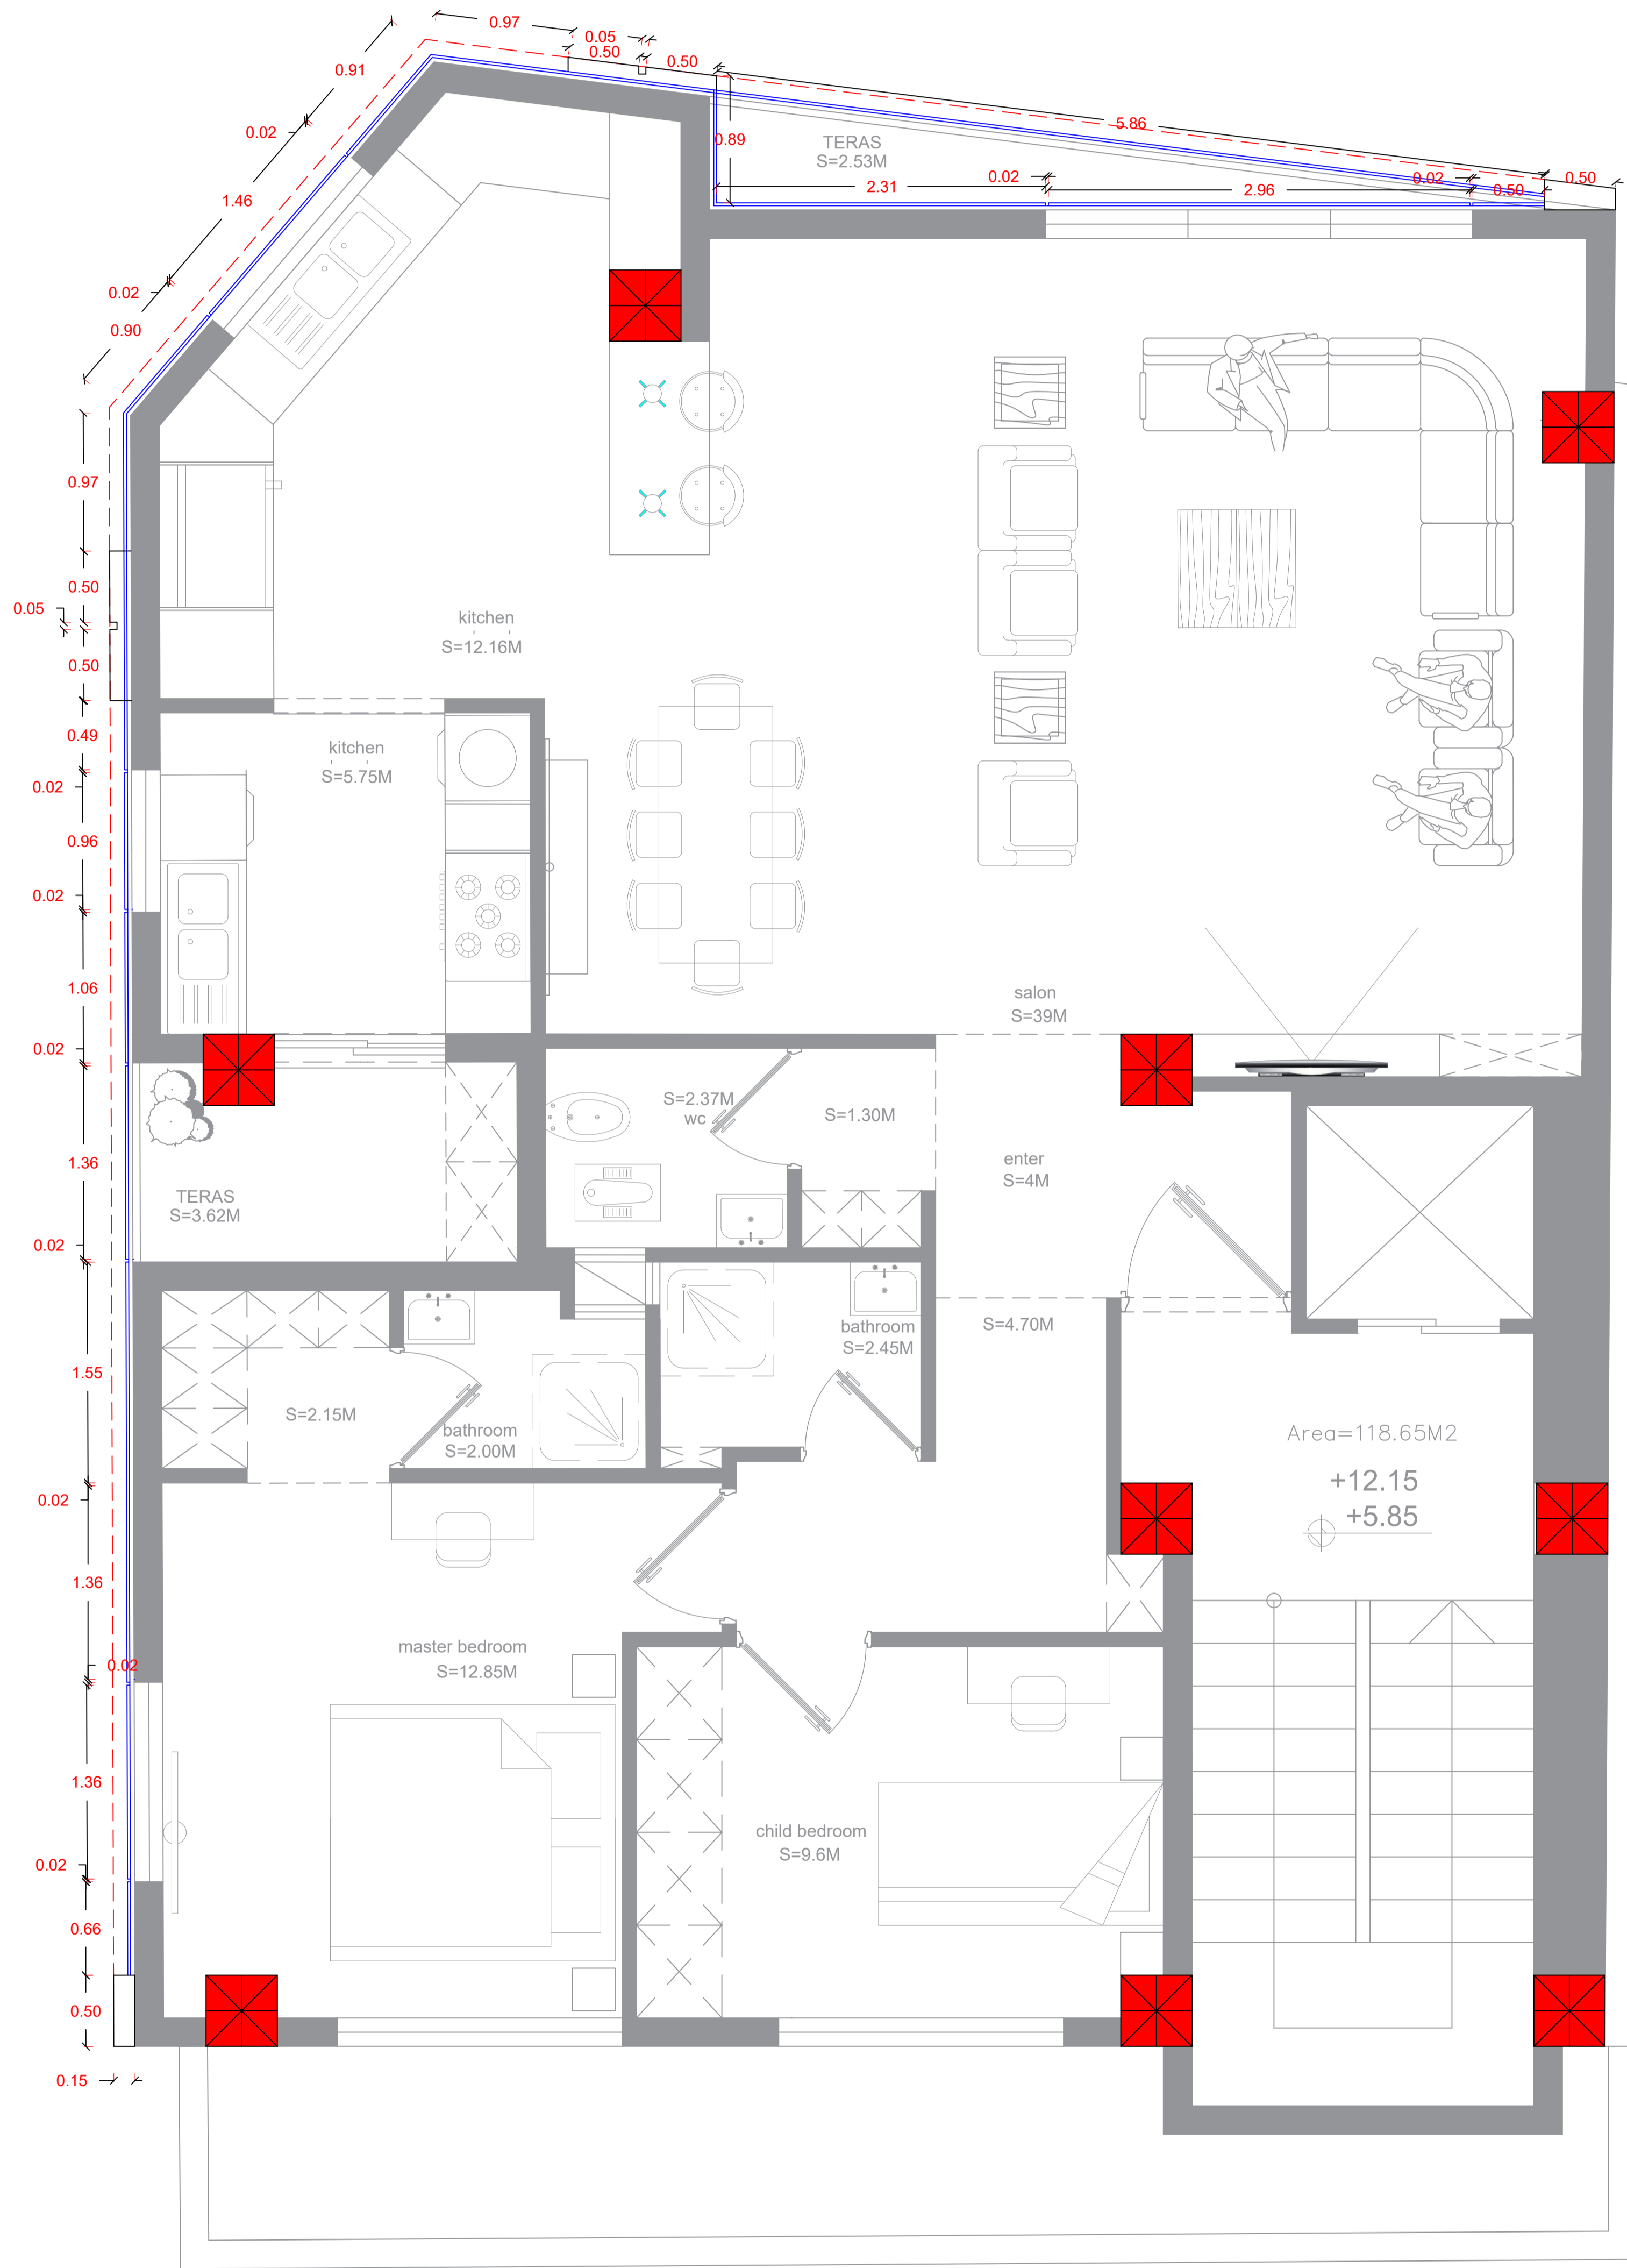 0.97
0.05
0.50
0.50
0.91
0.02
5.86
0.89
TERAS
S=2.53M
0.02
2.31
2.96
0.02
0.50
0.50
1.46
0.02
0.90
0.97
0.50
0.05
0.50
kitchen
S=12.16M
0.49
kitchen
S=5.75M
0.02
0.96
0.02
1.06
salon
S=39M
0.02
S=2.37M
wc
S=1.30M
1.36
enter
S=4M
TERAS
S=3.62M
0.02
bathroom
S=2.45M
S=4.70M
1.55
S=2.15M
bathroom
S=2.00M
Area=118.65M2
+12.15
+5.85
0.02
1.36
master bedroom
S=12.85M
0.02
1.36
child bedroom
S=9.6M
0.02
0.66
0.50
0.15